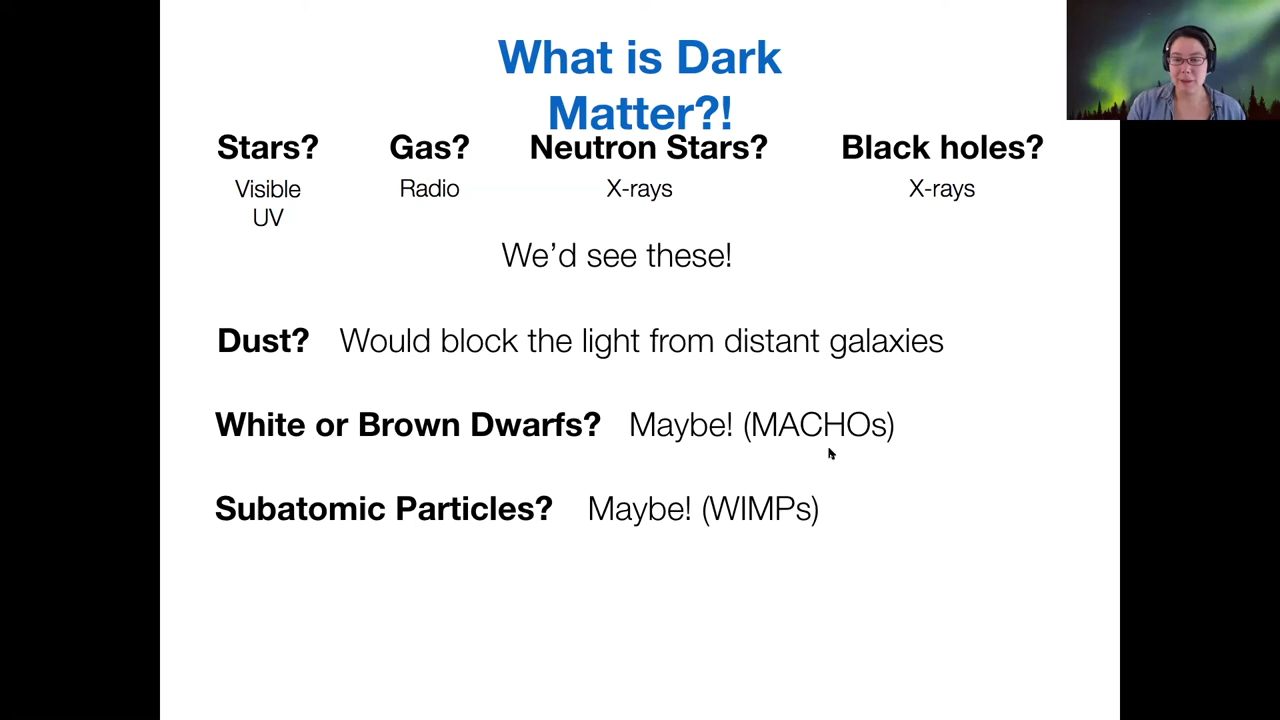 What is Dark
Matter?!
Stars? Gas? Neutron Stars? Black holes?
Visible Radio X-rays X-rays
UV
We’d see these!
Dust? Would block the light from distant galaxies
White or Brown Dwarfs? Maybe! (MACHOs)
Subatomic Particles? Maybe! (WIMPs)